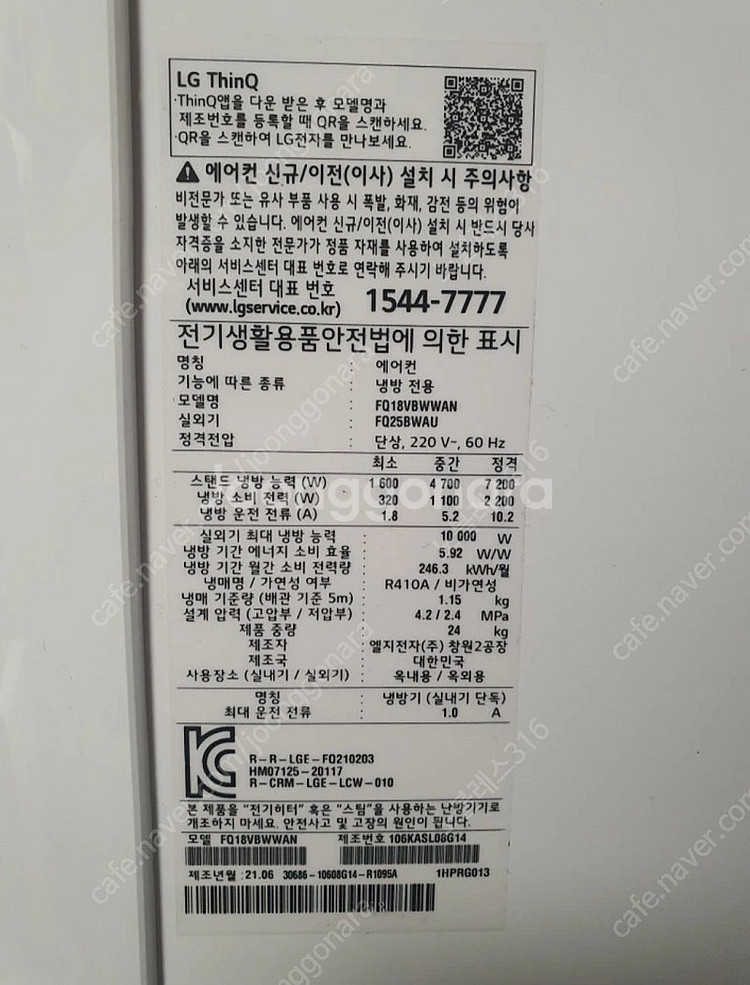 LG ThinQ
·ThinQ앱을 다운 받은 후 모델명과
제조번호를 등록할 때 QR을 스캔하세요.
·QR을 스캔하여 LG전자를 만나보세요.
에어컨 신규/이전(이사) 설치 시 주의사항
비전문가 또는 유사 부품 사용 시 폭발, 화재, 감전 등의 위험이
발생할 수 있습니다. 에어컨 신규/이전(이사) 설치 시 반드시 당사
자격증을 소지한 전문가가 정품 자재를 사용하여 설치하도록
아래의 서비스센터 대표 번호로 연락해 주시기 바랍니다.
서비스센터 대표 번호
(www.lgservice.co.kr) 1544-7777
전기생활용품안전법에 의한 표시
명칭 : 에어컨
기능에 따른 종류 : 냉방 전용
모델명 : FQ18VBWWAN
실외기 : FQ25BWAU
정격전압 : 단상, 220 V~, 60 Hz
최소 중간 정격
스탠드 냉방 능력 (W) 1 600 4 700 7 200
냉방 소비 전력 (W) 320 1 100 2 200
냉방 운전 전류 (A) 1.8 5.2 10.2
실외기 최대 냉방 능력 : 10 000 W
냉방 기간 에너지 소비 효율 : 5.92 W/W
냉방 기간 월간 소비 전력량 : 246.3 kWh/월
냉매명 / 가연성 여부 : R410A / 비가연성
냉매 기준량 (배관 기준 5m) : 1.15 kg
설계 압력 (고압부 / 저압부) : 4.2 / 2.4 MPa
제품 중량 : 24 kg
제조자 : 엘지전자(주) 창원2공장
제조국 : 대한민국
사용장소 (실내기 / 실외기) : 옥내용 / 옥외용
명칭 : 냉방기 (실내기 단독)
최대 운전 전류 : 1.0 A
R-R-LGE-FQ210203
HM07125-20117
R-CRM-LGE-LCW-010
본 제품을 "전기히터" 혹은 "스팀"을 사용하는 난방기기로
개조하지 마세요. 안전사고 및 고장의 원인이 됩니다.
모델 FQ18VBWWAN 제조번호 106KASL08G14
제조년월 : 21.06 30686-10608G14-R1095A 1HPRG013
joonggonara
cafe.naver.com